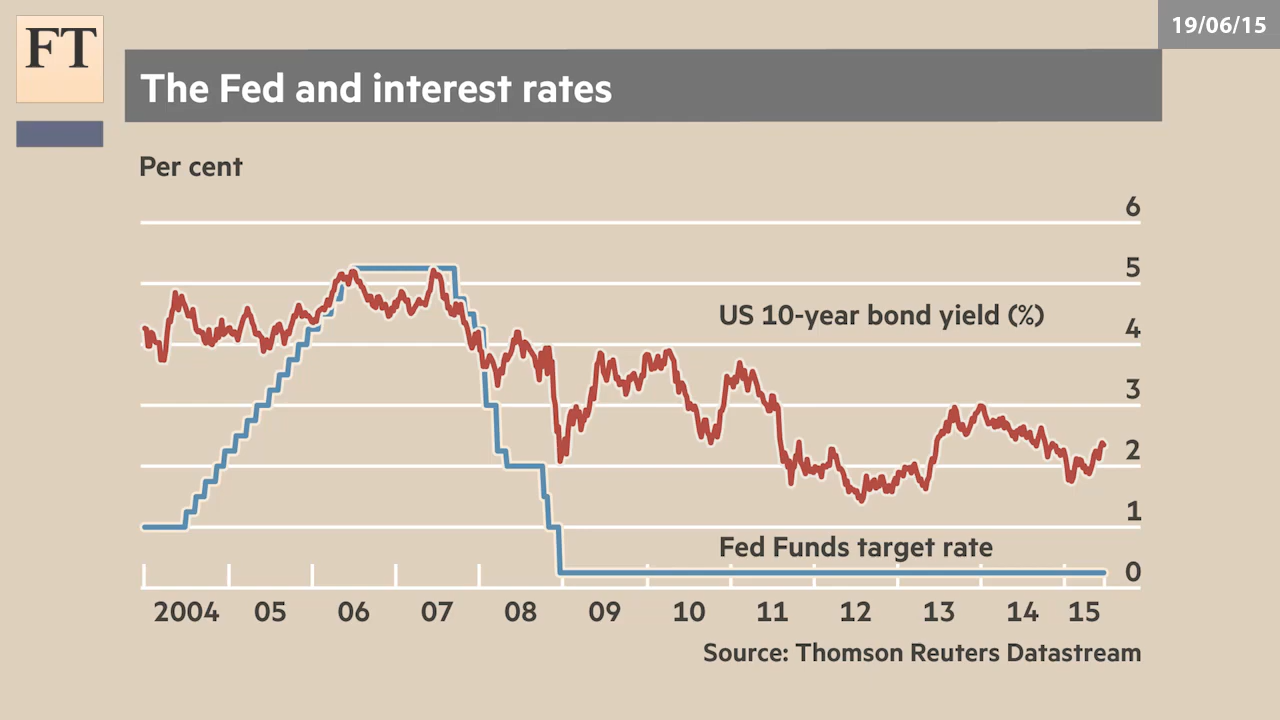 19/06/15
FT
The Fed and interest rates
Per cent
6
5
US 10-year bond yield (%)
4
3
2
1
Fed Funds target rate
0
2004 05 06 07 08 09 10 11 12 13 14 15
Source: Thomson Reuters Datastream